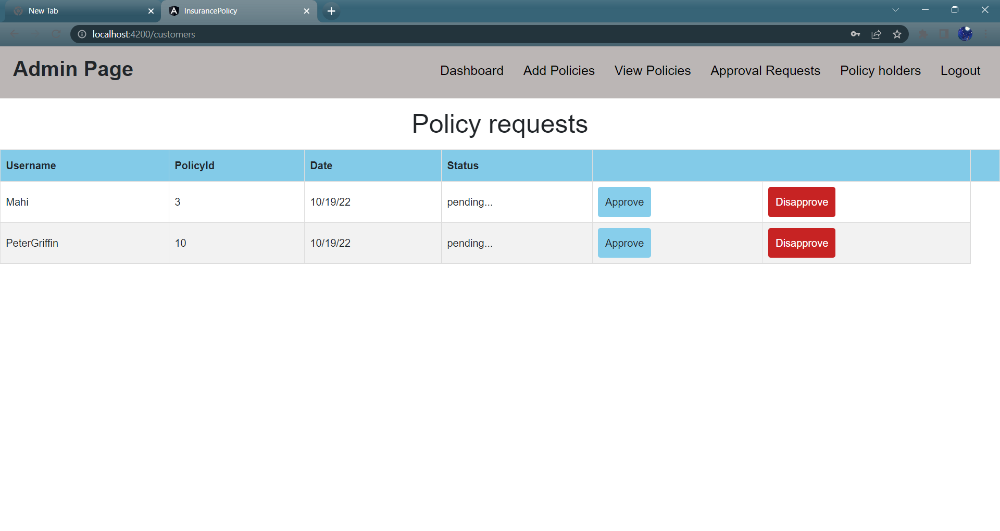 New Tab
InsurancePolicy
localhost:4200/customers
Admin Page
Dashboard Add Policies View Policies Approval Requests Policy holders Logout
Policy requests
Username PolicyId Date Status
Mahi 3 10/19/22 pending... Approve Disapprove
PeterGriffin 10 10/19/22 pending... Approve Disapprove